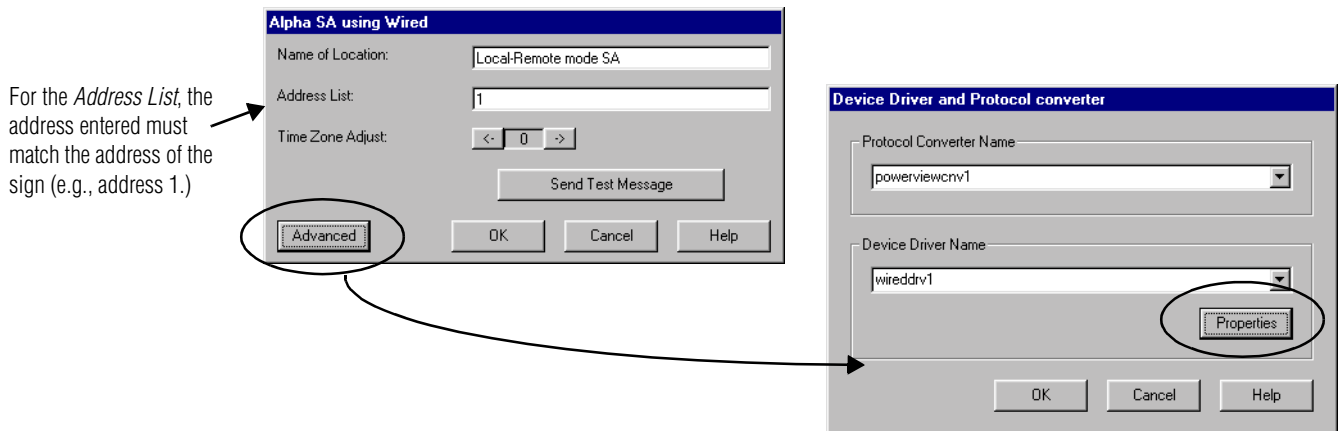 For the Address List, the
address entered must
match the address of the
sign (e.g., address 1.)
Alpha SA using Wired
Name of Location:
Local-Remote mode SA
Address List:
1
Time Zone Adjust:
<- 0 ->
Send Test Message
Advanced OK Cancel Help
Device Driver and Protocol converter
Protocol Converter Name
powerviewcnv1
Device Driver Name
wireddrv1
Properties
OK Cancel Help